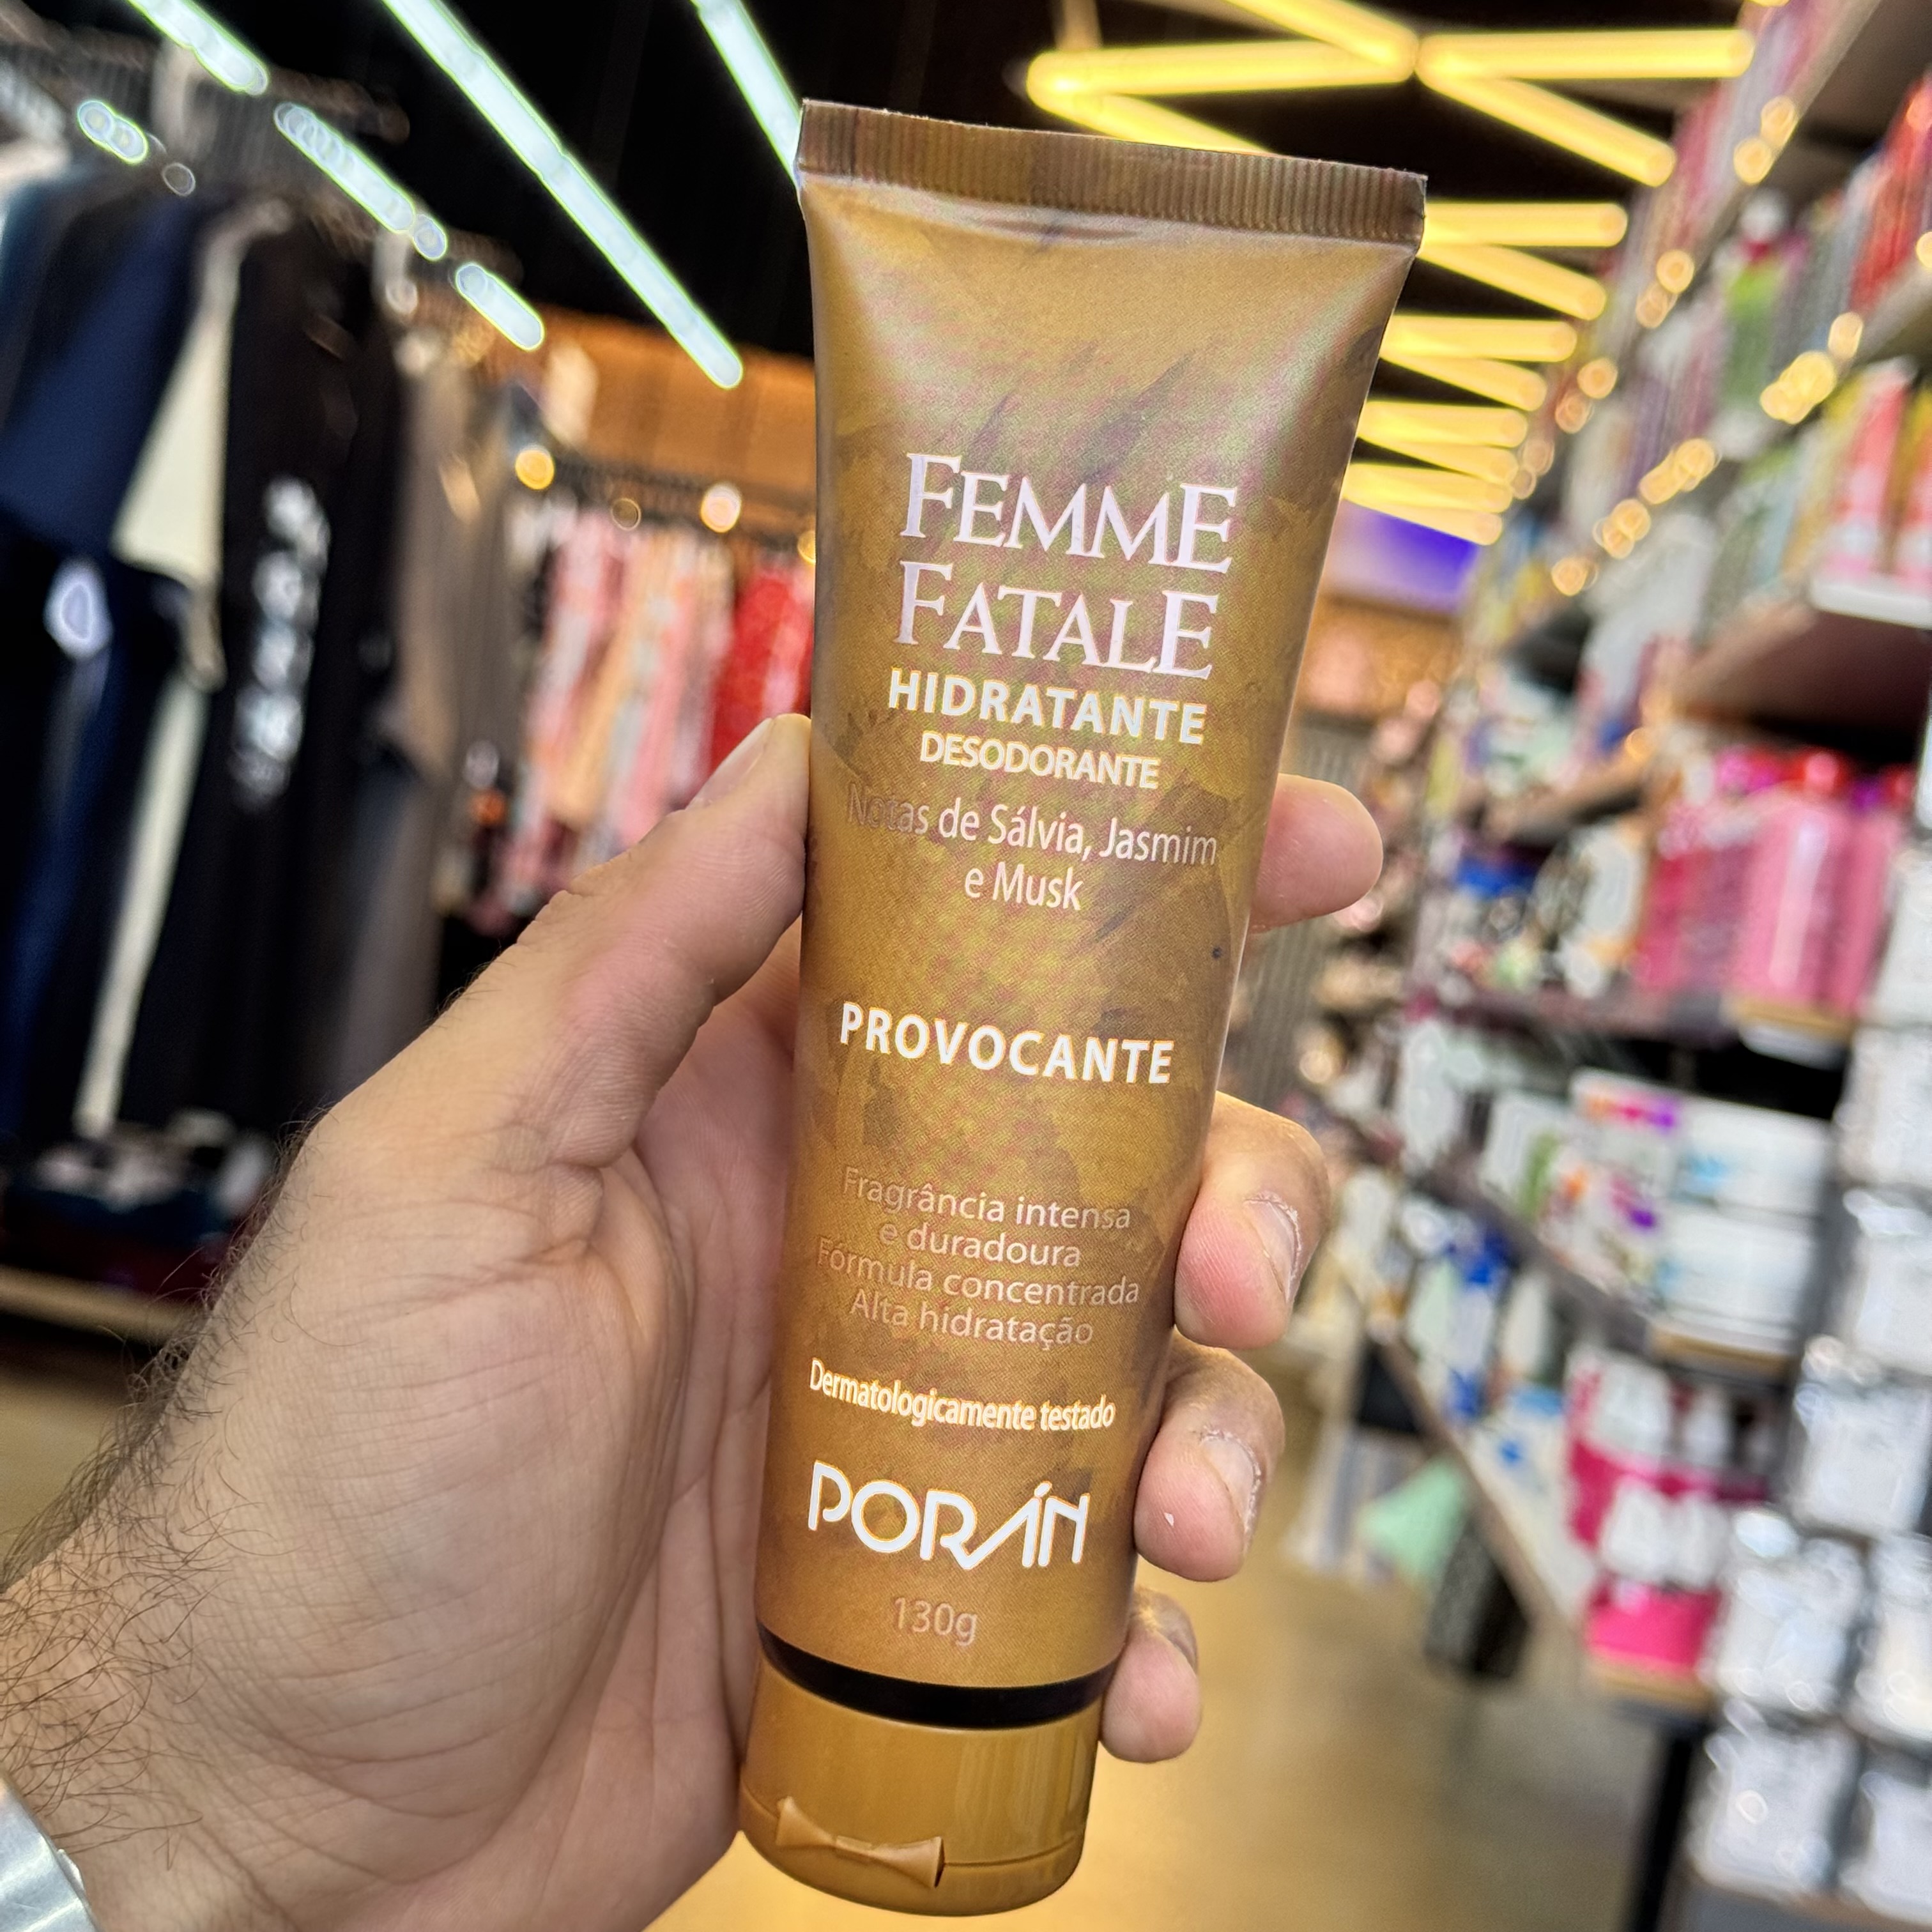 FEMME
FATALE
HIDRATANTE
DESODORANTE
Notas de Sálvia, Jasmim
e Musk
PROVOCANTE
Fragrância intensa
e duradoura
Fórmula concentrada
Alta hidratação
Dermatologicamente testado
PORÁN
130g